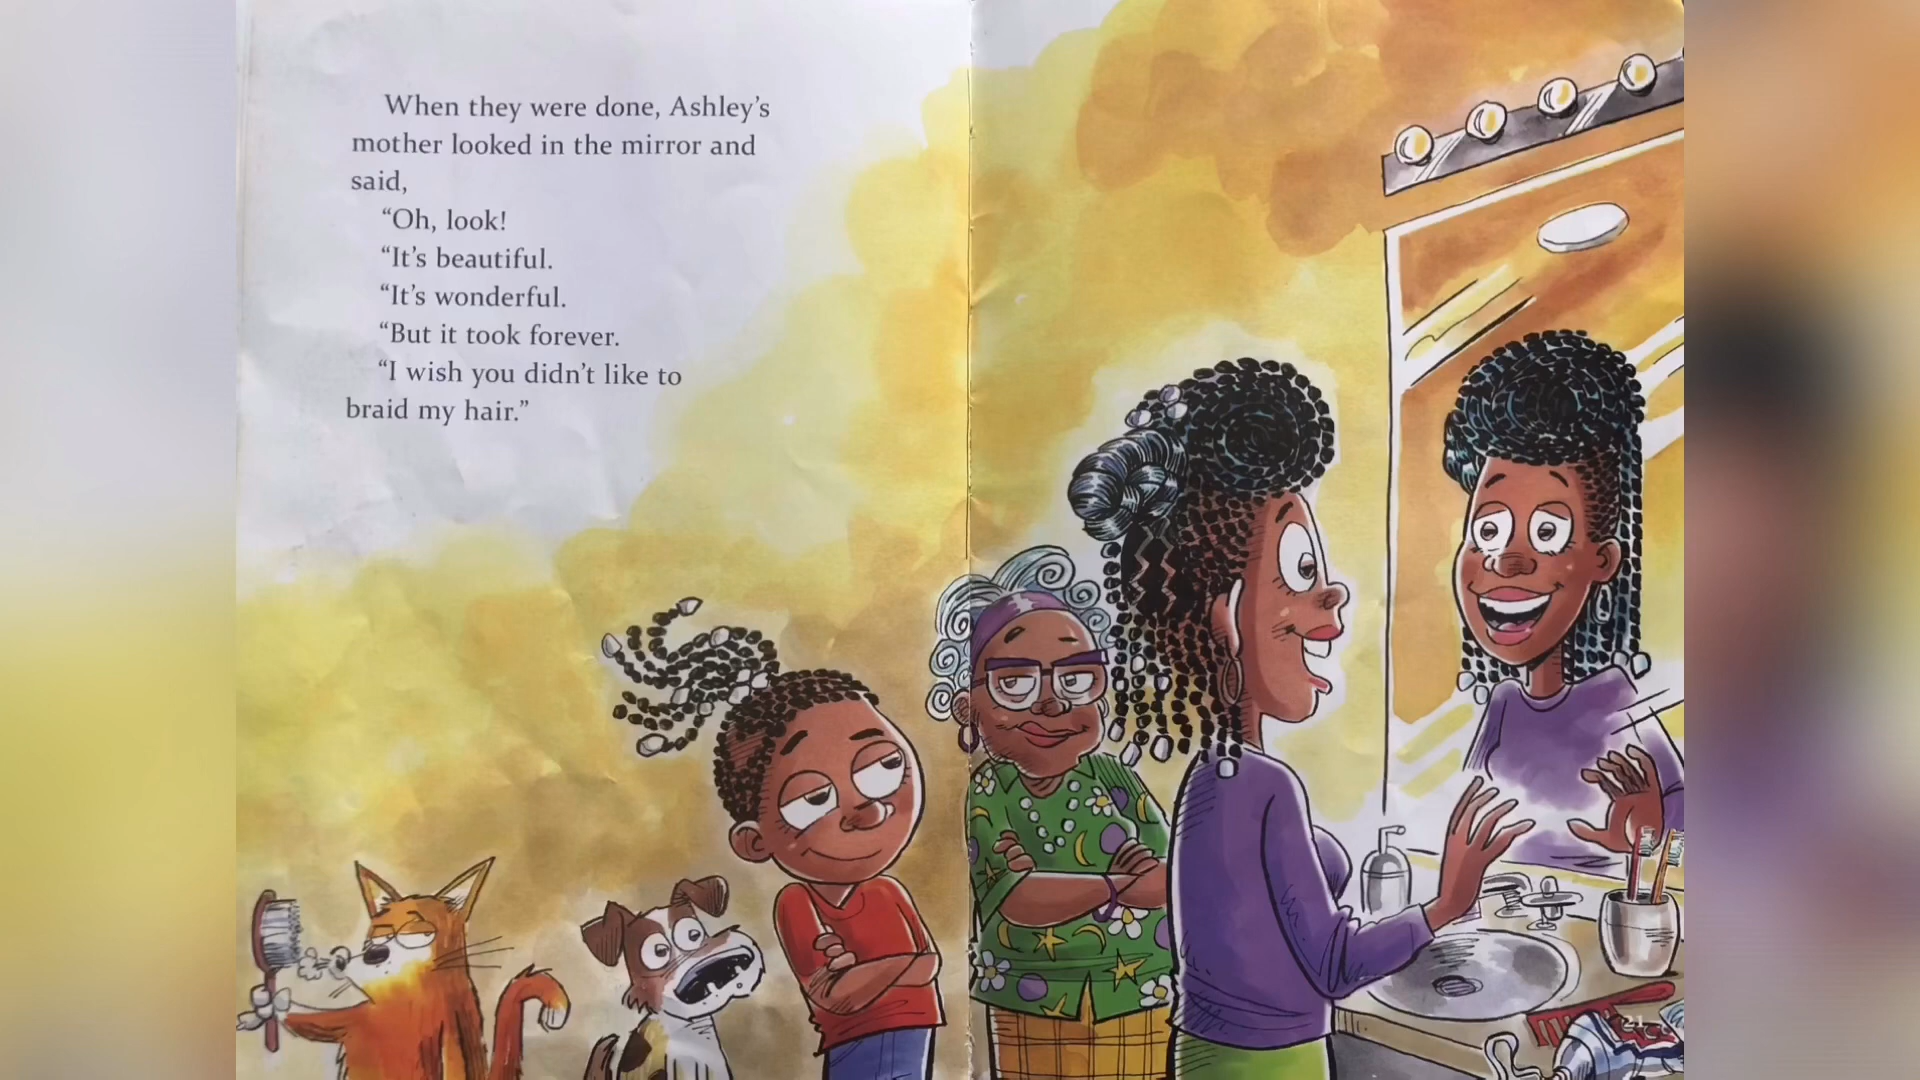 When they were done, Ashley’s
mother looked in the mirror and
said,
“Oh, look!
“It’s beautiful.
“It’s wonderful.
“But it took forever.
“I wish you didn’t like to
braid my hair.”
21